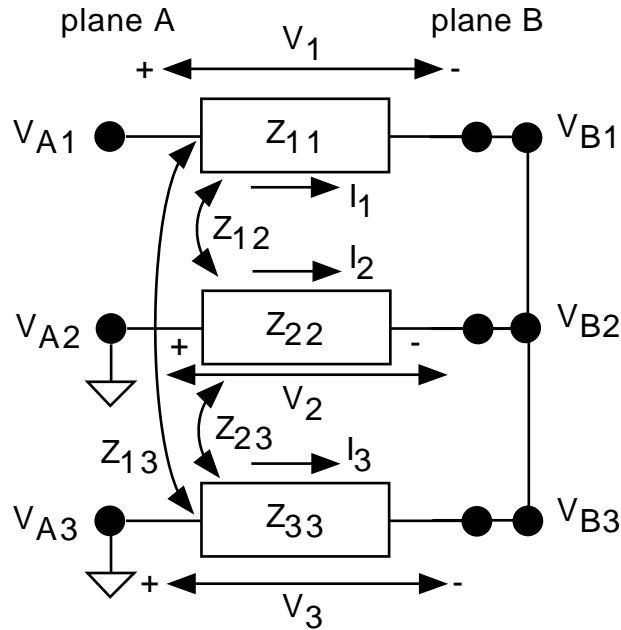 plane A plane B
+ V1 -
VA1 Z11 VB1
I1
Z12
I2
VA2 Z22 VB2
+ -
V2
Z23
Z13 I3
VA3 Z33 VB3
+ -
V3